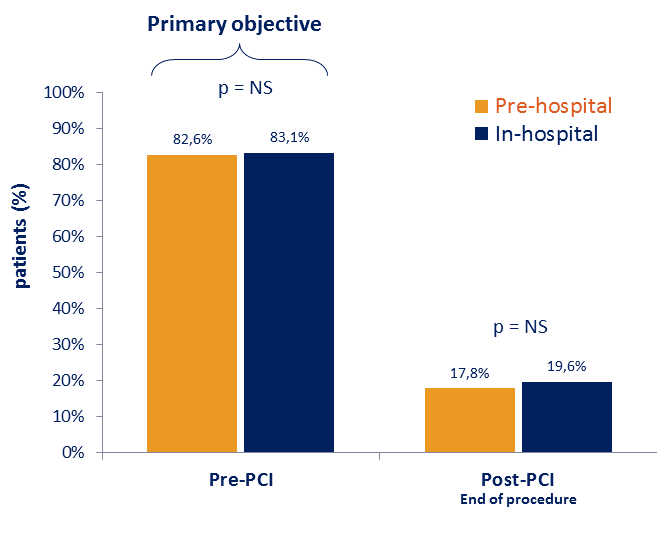 Primary objective
p = NS
100%
90%
80%
70%
60%
50%
40%
30%
20%
10%
0%
patients (%)
82,6%
83,1%
Pre-hospital
In-hospital
p = NS
17,8%
19,6%
Pre-PCI
Post-PCI
End of procedure